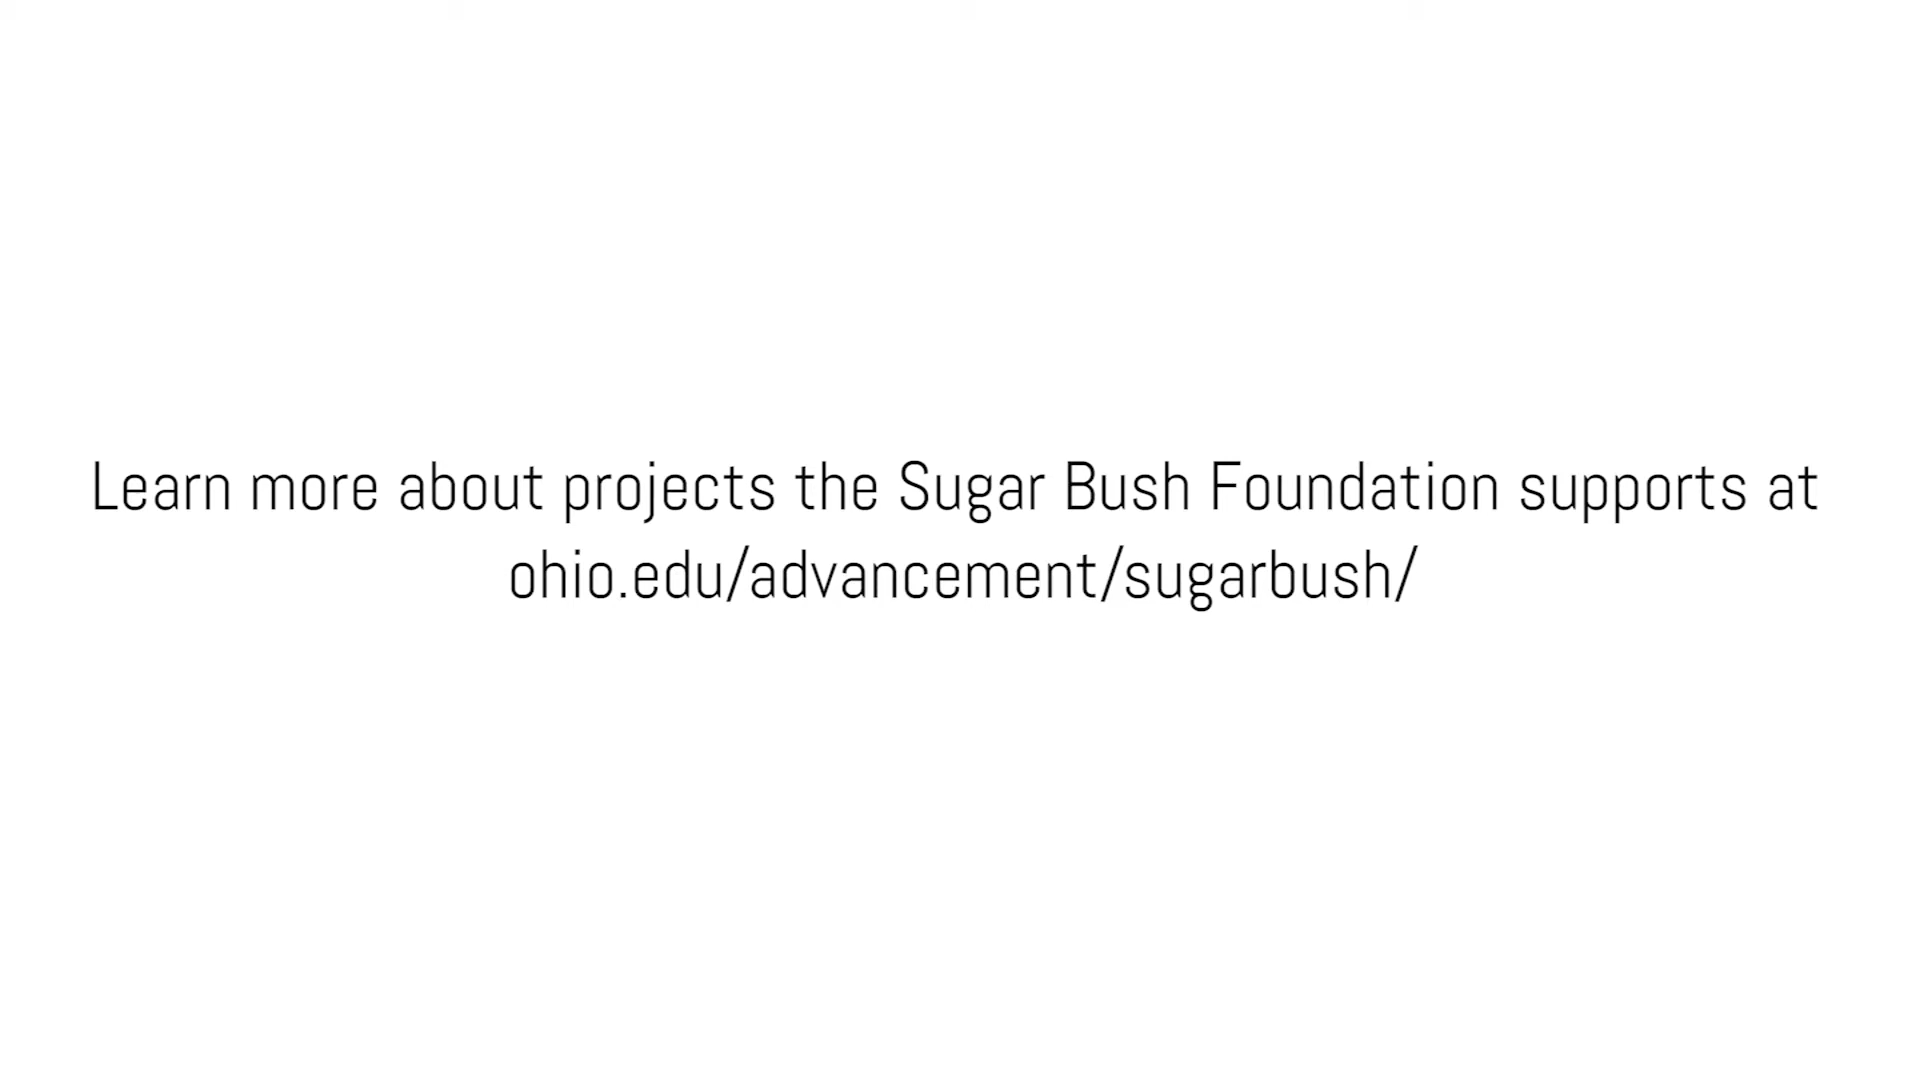 Learn more about projects the Sugar Bush Foundation supports at
ohio.edu/advancement/sugarbush/